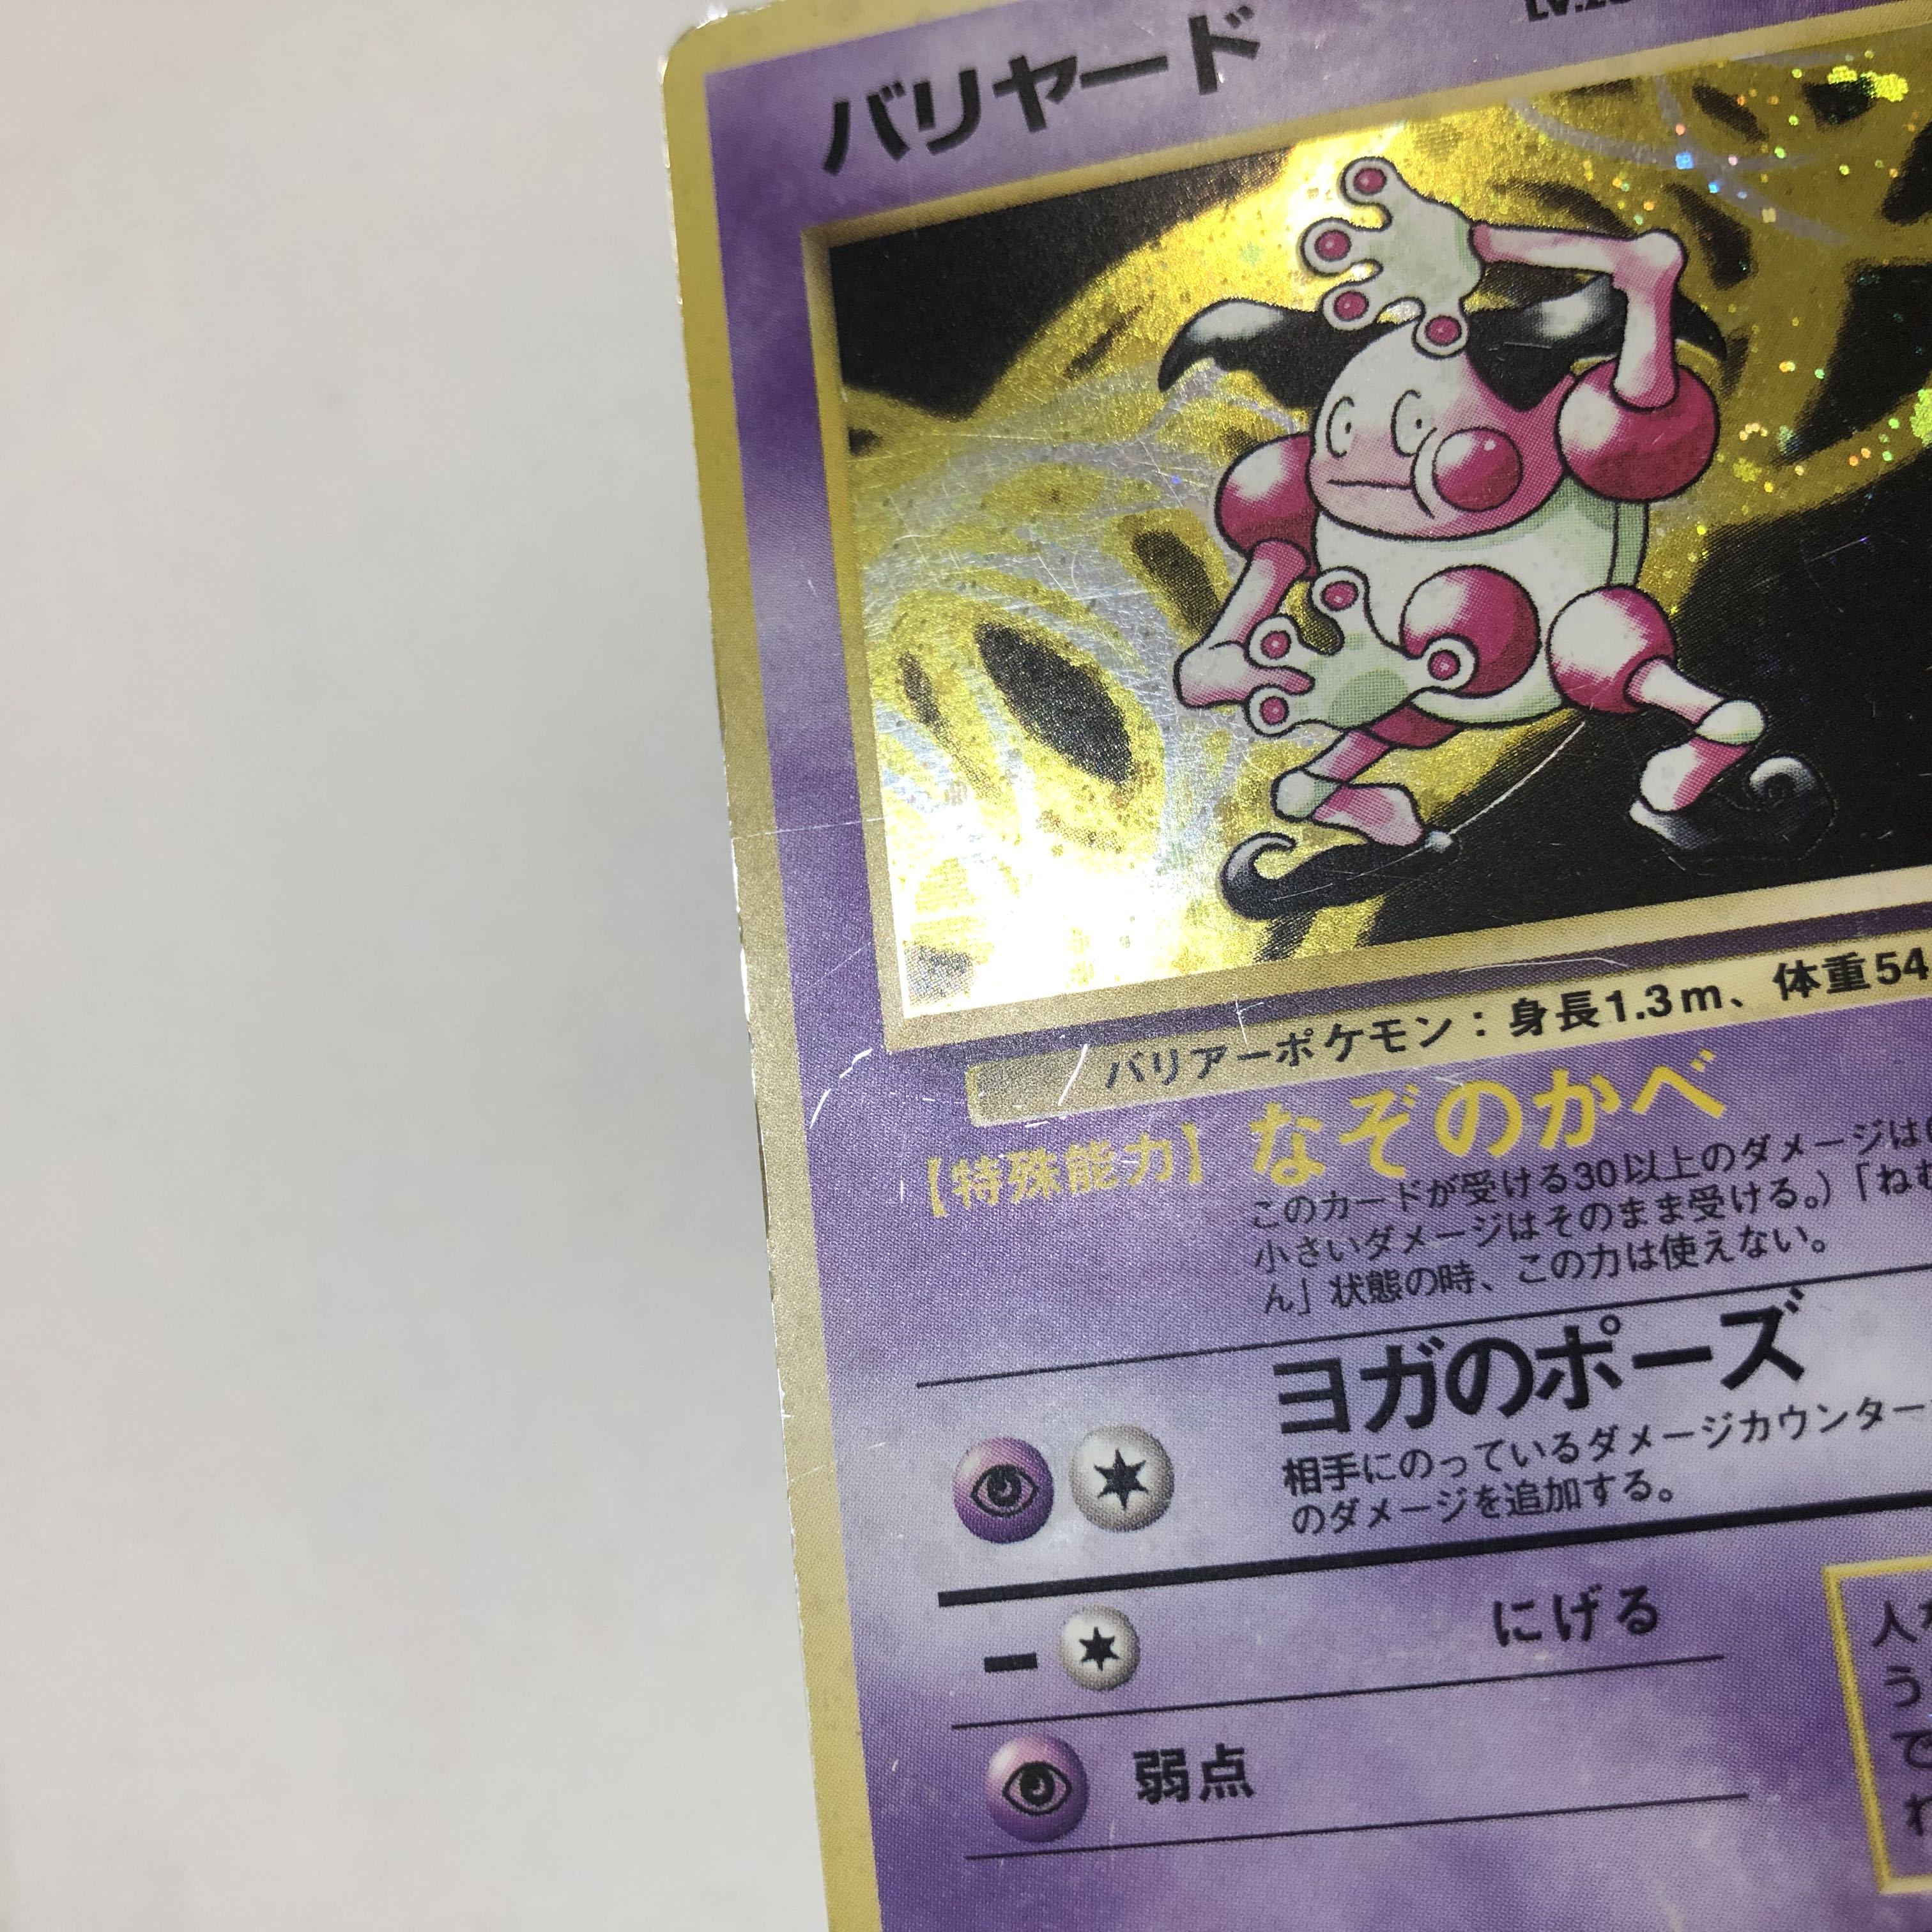 バリヤード
バリアーポケモン：身長1.3m、体重54
【特殊能力】なぞのかべ
このカードが受ける30以上のダメージは
小さいダメージはそのまま受ける。）「ねむ
ん」状態の時、この力は使えない。
ヨガのポーズ
相手にのっているダメージカウンター
のダメージを追加する。
にげる
弱点
人
う
で